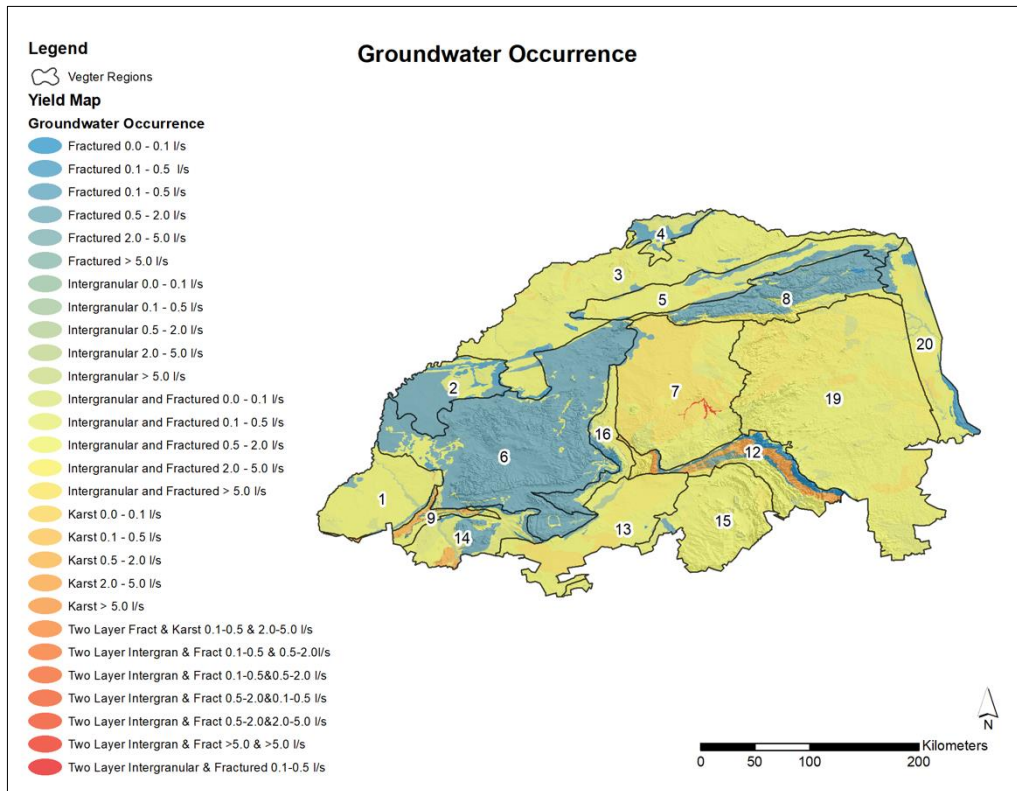 Groundwater Occurrence
Legend
Vegter Regions
Yield Map
Groundwater Occurrence
Fractured 0.0 - 0.1 l/s
Fractured 0.1 - 0.5 l/s
Fractured 0.1 - 0.5 l/s
Fractured 0.5 - 2.0 l/s
Fractured 2.0 - 5.0 l/s
Fractured > 5.0 l/s
Intergranular 0.0 - 0.1 l/s
Intergranular 0.1 - 0.5 l/s
Intergranular 0.5 - 2.0 l/s
Intergranular 2.0 - 5.0 l/s
Intergranular > 5.0 l/s
Intergranular and Fractured 0.0 - 0.1 l/s
Intergranular and Fractured 0.1 - 0.5 l/s
Intergranular and Fractured 0.5 - 2.0 l/s
Intergranular and Fractured 2.0 - 5.0 l/s
Intergranular and Fractured > 5.0 l/s
Karst 0.0 - 0.1 l/s
Karst 0.1 - 0.5 l/s
Karst 0.5 - 2.0 l/s
Karst 2.0 - 5.0 l/s
Karst > 5.0 l/s
Two Layer Fract & Karst 0.1-0.5 & 2.0-5.0 l/s
Two Layer Intergran & Fract 0.1-0.5 & 0.5-2.0l/s
Two Layer Intergran & Fract 0.1-0.5&0.5-2.0 l/s
Two Layer Intergran & Fract 0.5-2.0&0.1-0.5 l/s
Two Layer Intergran & Fract 0.5-2.0&2.0-5.0 l/s
Two Layer Intergran & Fract >5.0 & >5.0 l/s
Two Layer Intergranular & Fractured 0.1-0.5 l/s
4
3
5
8
20
2
7
19
16
6
12
1
9
14
13
15
N
Kilometers
0 50 100 200